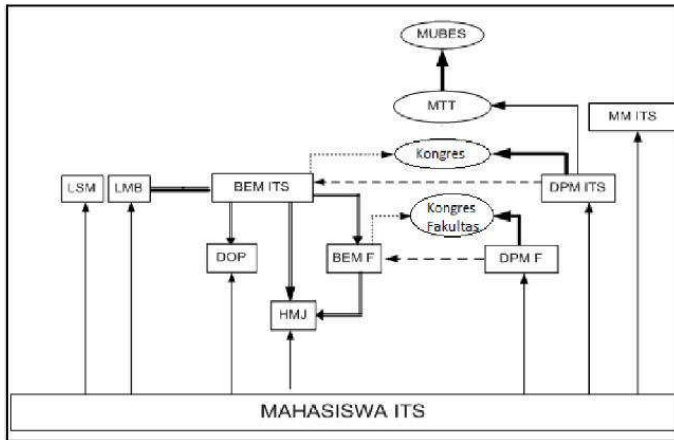 MUBES
MTT
MM ITS
Kongres
LSM
LMB
BEM ITS
DPM ITS
Kongres
Fakultas
DOP
BEM F
DPM F
HMJ
MAHASISWA ITS